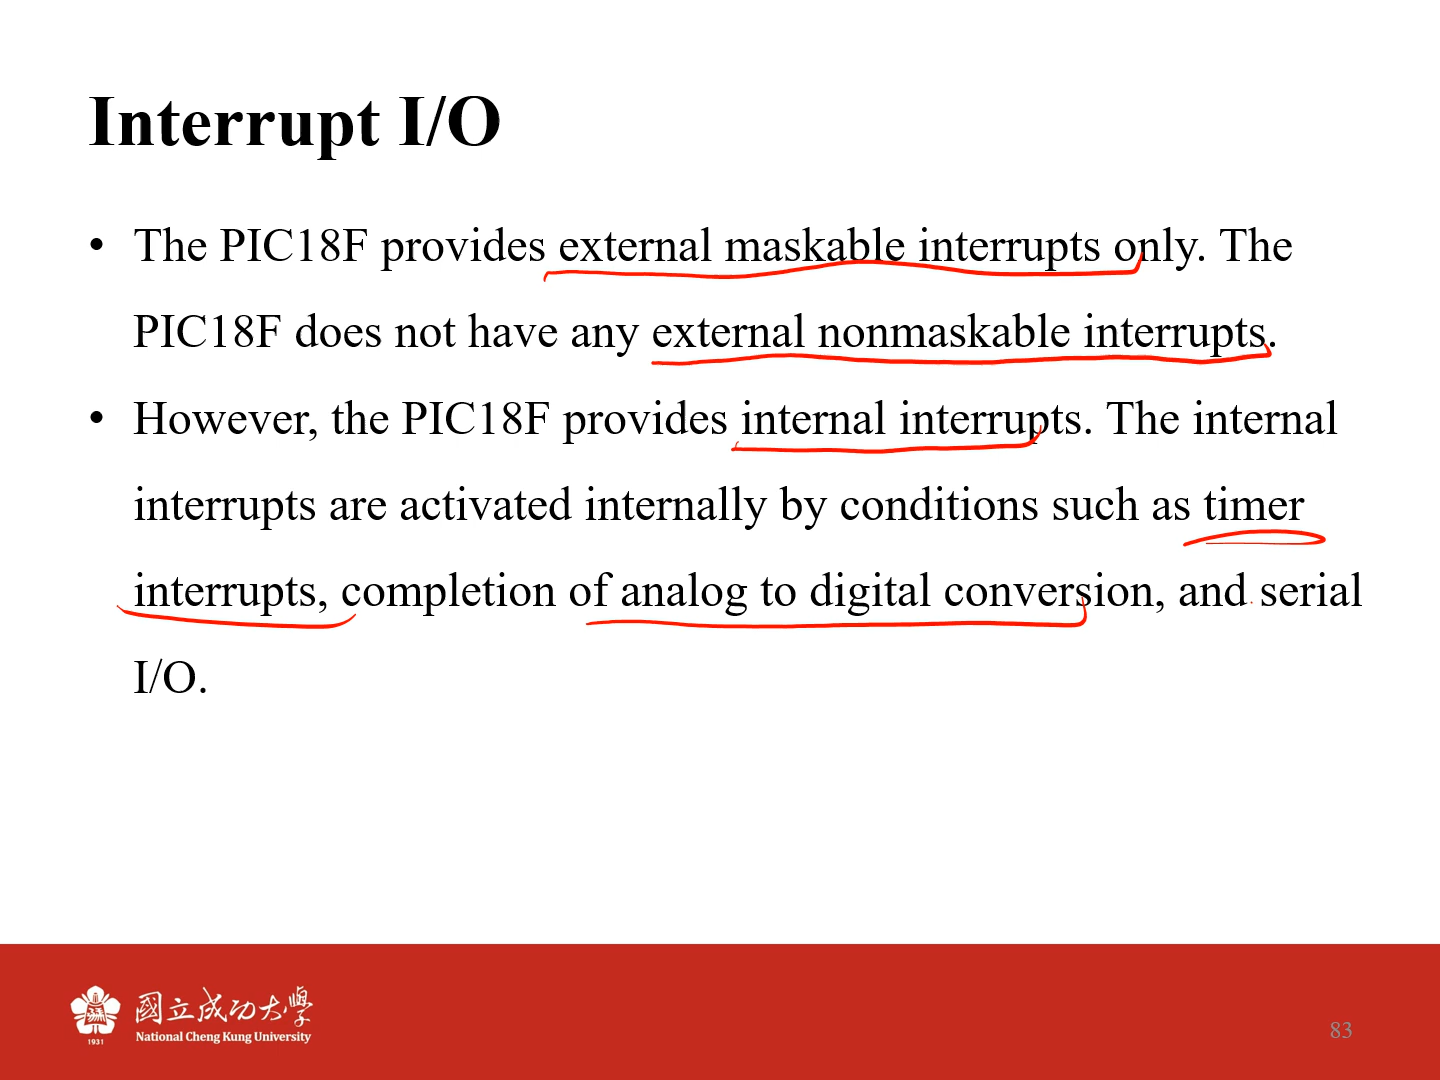 Interrupt I/O
• The PIC18F provides external maskable interrupts only. The
PIC18F does not have any external nonmaskable interrupts.
• However, the PIC18F provides internal interrupts. The internal
interrupts are activated internally by conditions such as timer
interrupts, completion of analog to digital conversion, and serial
I/O.
國立成功大學
National Cheng Kung University
1931
83